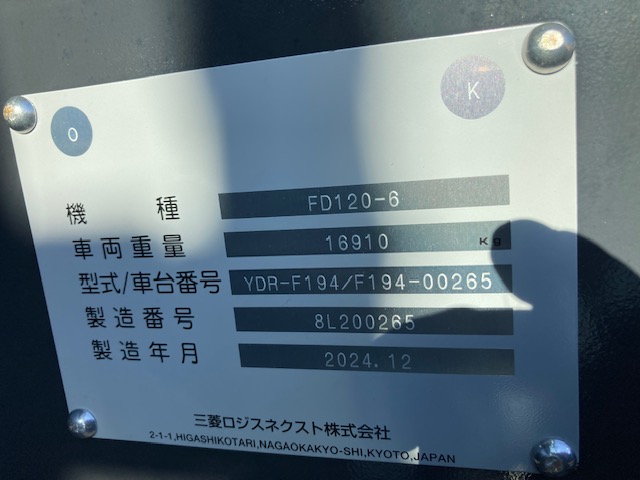 O
K
機種 FD120-6
車両重量 16910 Kg
型式/車台番号 YDR-F194/F194-00265
製造番号 8L200265
製造年月 2024.12
三菱ロジスネクスト株式会社
2-1-1,HIGASHIKOTARI,NAGAOKAKYO-SHI,KYOTO,JAPAN